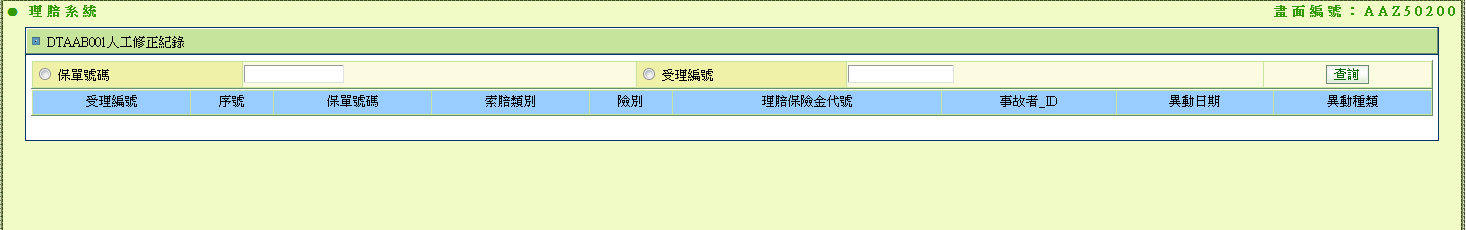 理賠系統 畫面編號：AAZ50200
DTAAB001人工修正紀錄
保單號碼 受理編號 查詢
受理編號 序號 保單號碼 索賠類別 險別 理賠保險金代號 事故者_ID 異動日期 異動種類